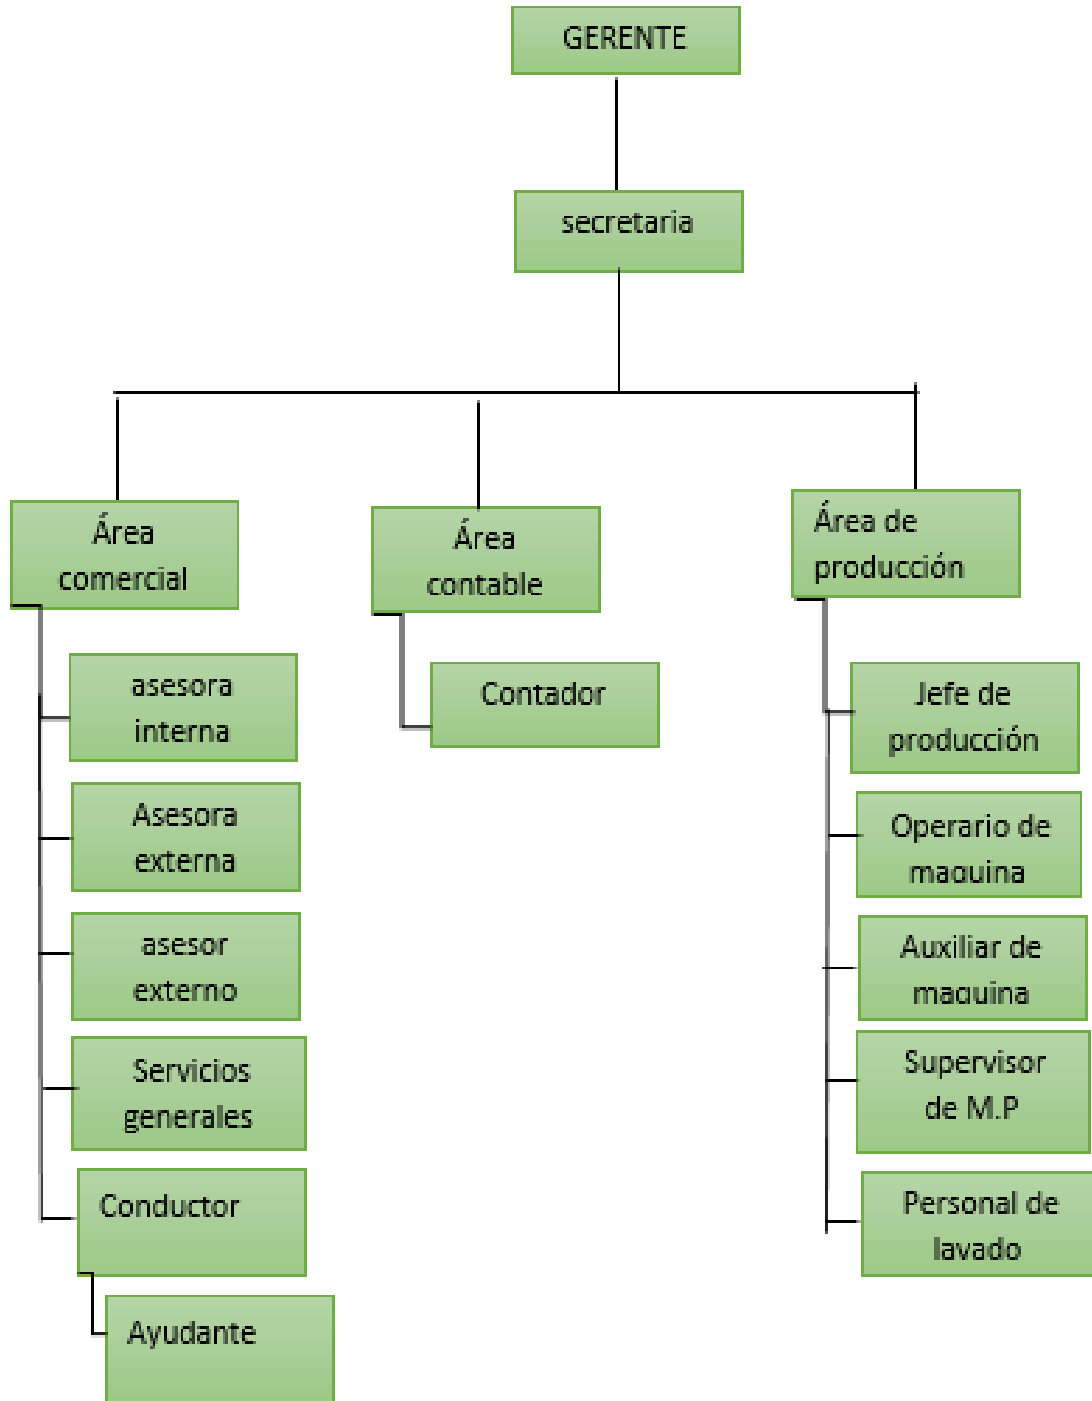 GERENTE
secretaria
Área
comercial
asesora
interna
Asesora
externa
asesor
externo
Servicios
generales
Conductor
Ayudante
Área
contable
Contador
Área de
producción
Jefe de
producción
Operario de
maquina
Auxiliar de
maquina
Supervisor
de M.P
Personal de
lavado